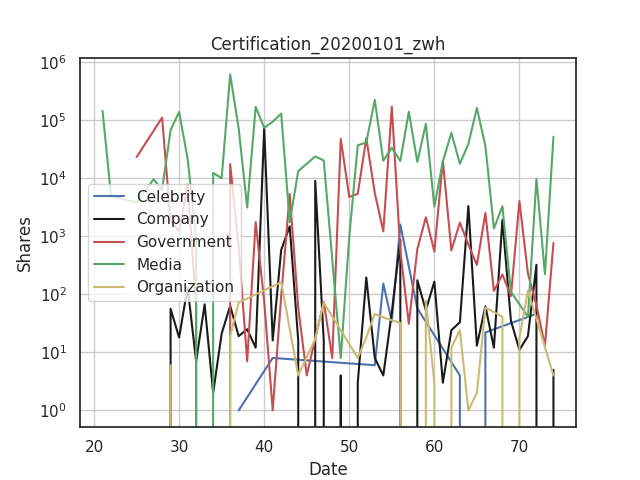 Certification_20200101_zwh
Shares
10⁶
10⁵
10⁴
10³
10²
10¹
10⁰
Celebrity
Company
Government
Media
Organization
20 30 40 50 60 70
Date